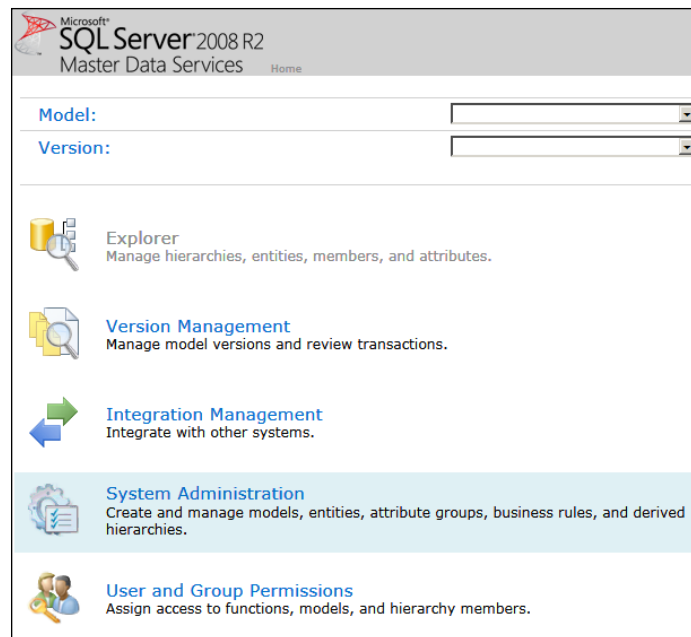 Microsoft®
SQL Server® 2008 R2
Master Data Services Home
Model:
Version:
Explorer
Manage hierarchies, entities, members, and attributes.
Version Management
Manage model versions and review transactions.
Integration Management
Integrate with other systems.
System Administration
Create and manage models, entities, attribute groups, business rules, and derived
hierarchies.
User and Group Permissions
Assign access to functions, models, and hierarchy members.